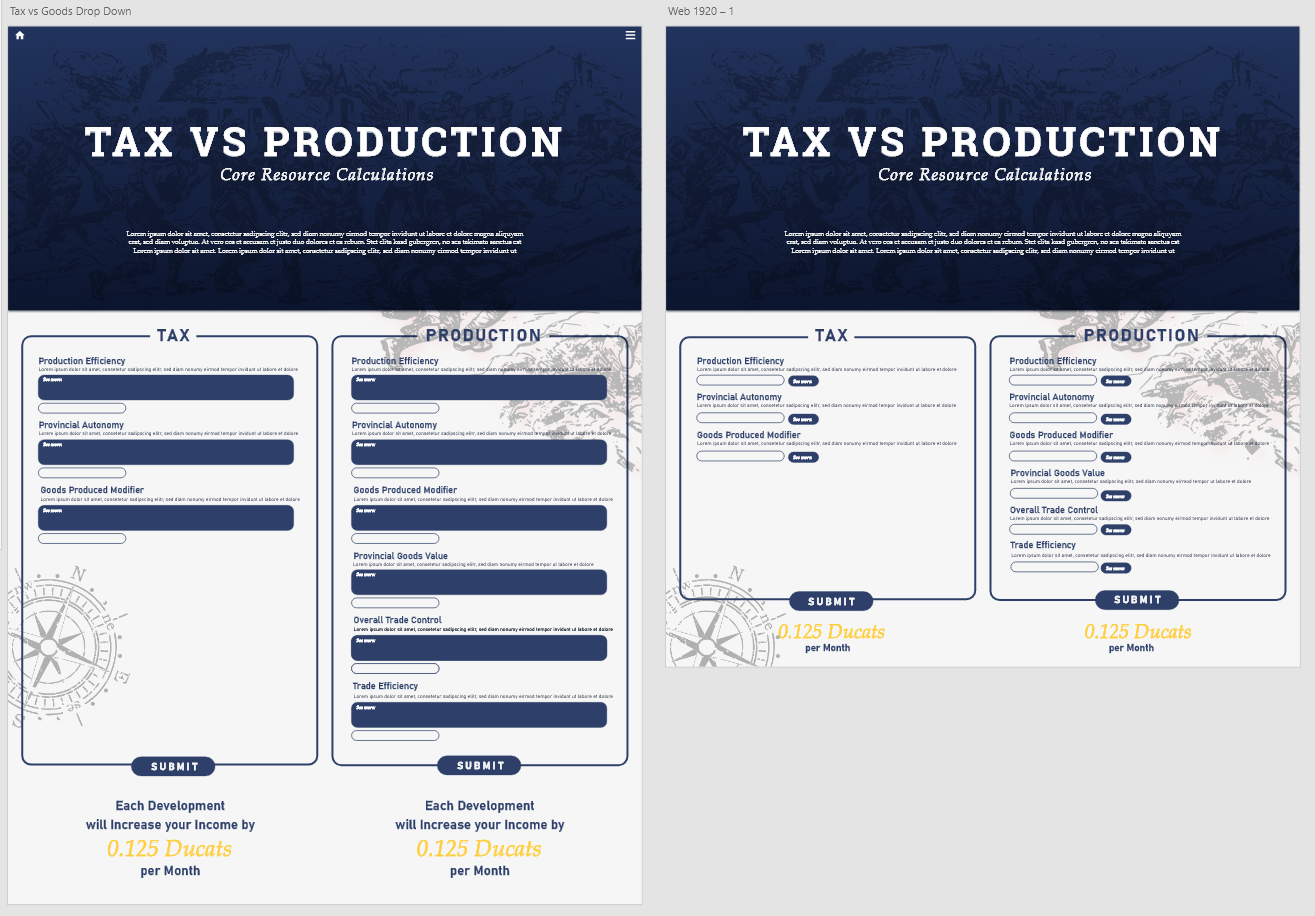 Tax vs Goods Drop Down
TAX VS PRODUCTION
Core Resource Calculations
Lorem ipsum dolor sit amet, consectetur sadipscing elitr, sed diam nonumy eirmod tempor invidunt ut labore et dolore magna aliquyam
erat, sed diam voluptua. At vero eos et accusam et justo duo dolores et ea rebum. Stet clita kasd gubergren, no sea takimata sanctus est
Lorem ipsum dolor sit amet. Lorem ipsum dolor sit amet, consetetur sadipscing elitr, sed diam nonumy eirmod tempor invidunt ut
TAX
Production Efficiency
Lorem ipsum dolor sit amet, consetetur sadipscing elitr, sed diam nonumy eirmod tempor invidunt ut labore et dolore
See more
Provincial Autonomy
Lorem ipsum dolor sit amet, consetetur sadipscing elitr, sed diam nonumy eirmod tempor invidunt ut labore et dolore
See more
Goods Produced Modifier
Lorem ipsum dolor sit amet, consetetur sadipscing elitr, sed diam nonumy eirmod tempor invidunt ut labore et dolore
See more
N
E
se
S
so
SUBMIT
Each Development
will Increase your Income by
0.125 Ducats
per Month
PRODUCTION
Production Efficiency
Lorem ipsum dolor sit amet, consetetur sadipscing elitr, sed diam nonumy eirmod tempor invidunt ut labore et dolore
See more
Provincial Autonomy
Lorem ipsum dolor sit amet, consetetur sadipscing elitr, sed diam nonumy eirmod tempor invidunt ut labore et dolore
See more
Goods Produced Modifier
Lorem ipsum dolor sit amet, consetetur sadipscing elitr, sed diam nonumy eirmod tempor invidunt ut labore et dolore
See more
Provincial Goods Value
Lorem ipsum dolor sit amet, consetetur sadipscing elitr, sed diam nonumy eirmod tempor invidunt ut labore
See more
Overall Trade Control
Lorem ipsum dolor sit amet, consetetur sadipscing elitr, sed diam nonumy eirmod tempor invidunt ut labore et dolore
See more
Trade Efficiency
Lorem ipsum dolor sit amet, consetetur sadipscing elitr, sed diam nonumy eirmod tempor invidunt ut labore et dolore
See more
SUBMIT
Each Development
will Increase your Income by
0.125 Ducats
per Month
Web 1920 – 1
TAX VS PRODUCTION
Core Resource Calculations
Lorem ipsum dolor sit amet, consectetur sadipscing elitr, sed diam nonumy eirmod tempor invidunt ut labore et dolore magna aliquyam
erat, sed diam voluptua. At vero eos et accusam et justo duo dolores et ea rebum. Stet clita kasd gubergren, no sea takimata sanctus est
Lorem ipsum dolor sit amet. Lorem ipsum dolor sit amet, consetetur sadipscing elitr, sed diam nonumy eirmod tempor invidunt ut
TAX
Production Efficiency
Lorem ipsum dolor sit amet, consetetur sadipscing elitr, sed diam nonumy eirmod tempor invidunt ut labore et dolore
See more
Provincial Autonomy
Lorem ipsum dolor sit amet, consetetur sadipscing elitr, sed diam nonumy eirmod tempor invidunt ut labore et dolore
See more
Goods Produced Modifier
Lorem ipsum dolor sit amet, consetetur sadipscing elitr, sed diam nonumy eirmod tempor invidunt ut labore et dolore
See more
N
SUBMIT
0.125 Ducats
per Month
PRODUCTION
Production Efficiency
Lorem ipsum dolor sit amet, consetetur sadipscing elitr, sed diam nonumy eirmod tempor invidunt ut labore et dolore
See more
Provincial Autonomy
Lorem ipsum dolor sit amet, consetetur sadipscing elitr, sed diam nonumy eirmod tempor invidunt ut labore et dolore
See more
Goods Produced Modifier
Lorem ipsum dolor sit amet, consetetur sadipscing elitr, sed diam nonumy eirmod tempor invidunt ut labore et dolore
See more
Provincial Goods Value
Lorem ipsum dolor sit amet, consetetur sadipscing elitr, sed diam nonumy eirmod tempor invidunt ut labore
See more
Overall Trade Control
Lorem ipsum dolor sit amet, consetetur sadipscing elitr, sed diam nonumy eirmod tempor invidunt ut labore et dolore
See more
Trade Efficiency
Lorem ipsum dolor sit amet, consetetur sadipscing elitr, sed diam nonumy eirmod tempor invidunt ut labore et dolore
See more
SUBMIT
0.125 Ducats
per Month